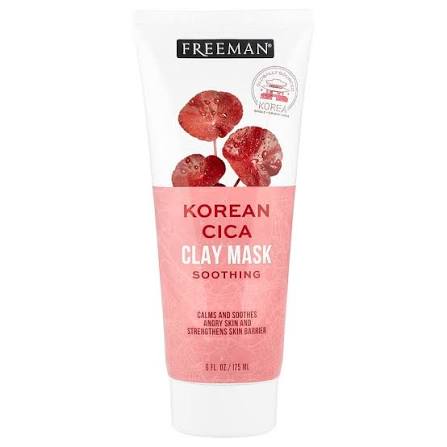 FREEMAN®
KOREA
KOREAN
CICA
CLAY MASK
SOOTHING
CALMS AND SOOTHES
ANGRY SKIN AND
STRENGTHENS SKIN BARRIER
6 FL. OZ / 175 ML